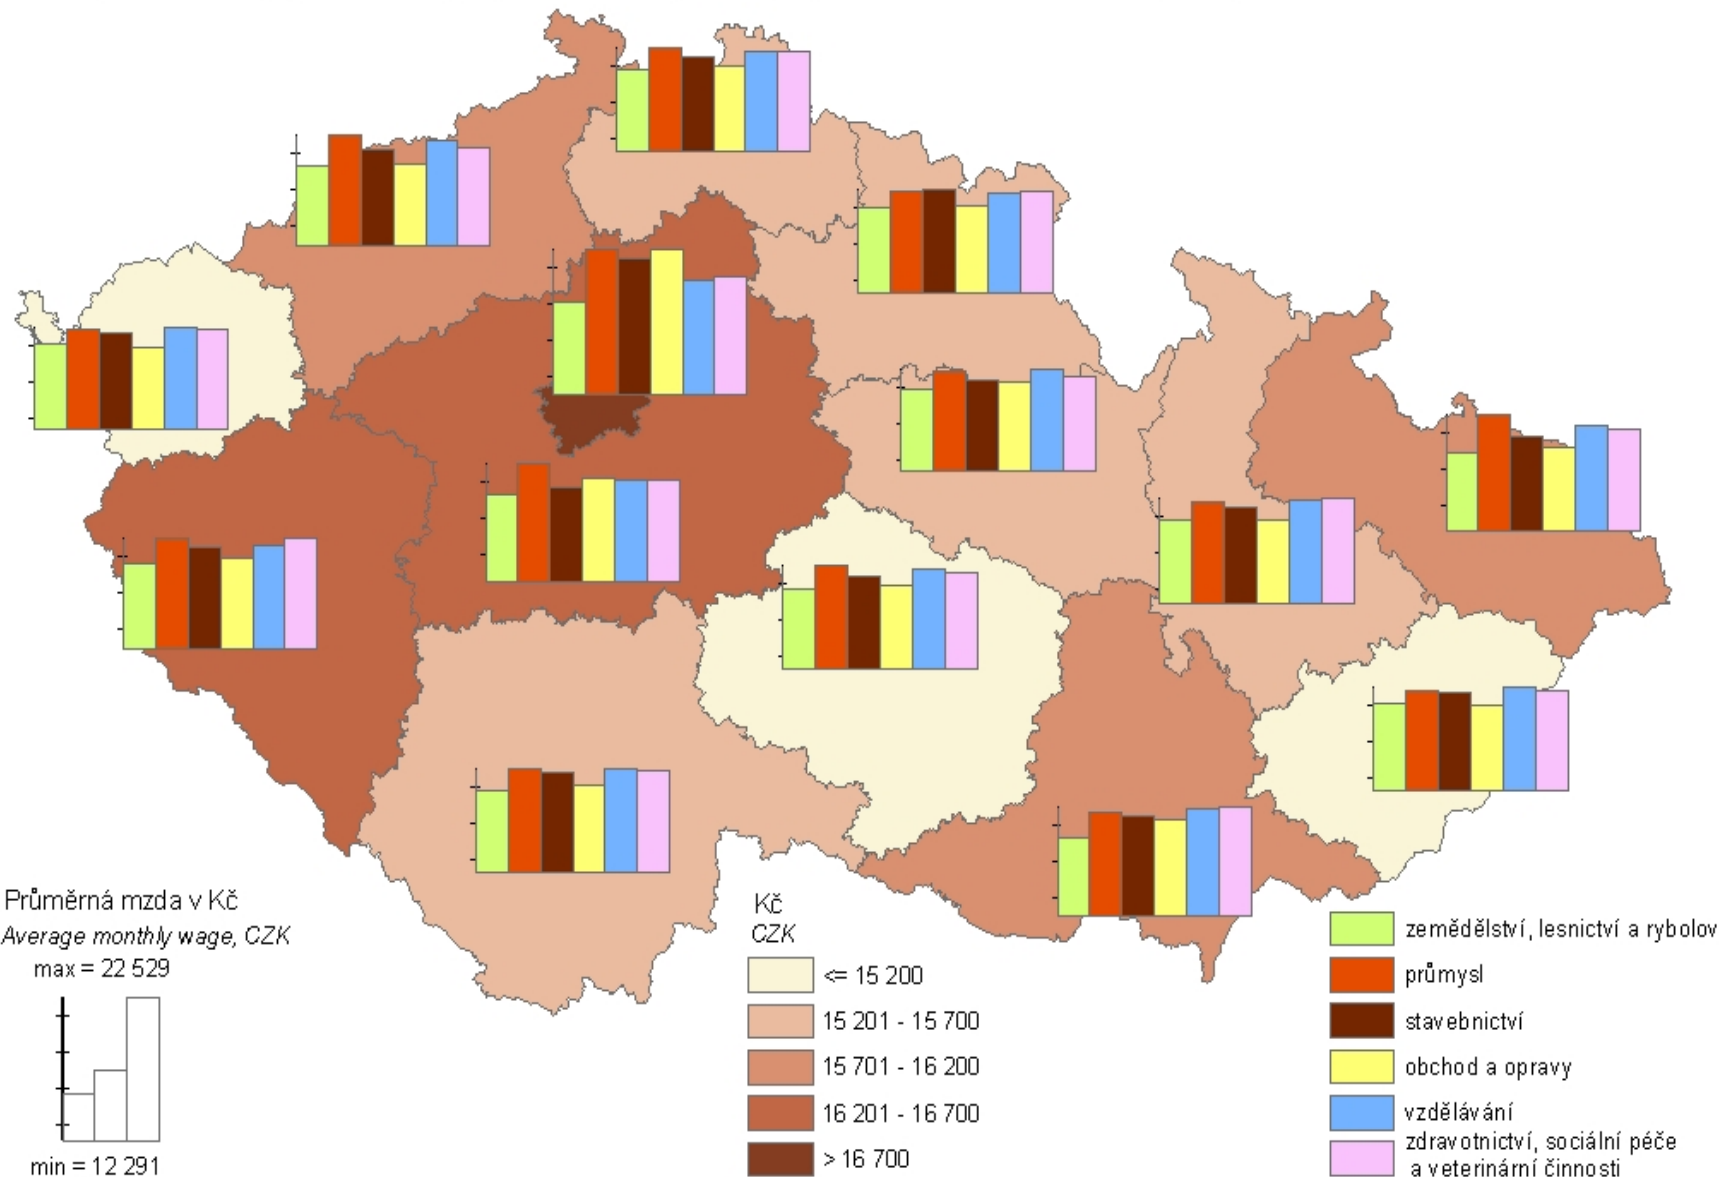 Průměrná mzda v Kč
Average monthly wage, CZK
max = 22 529
min = 12 291
Kč
CZK
<= 15 200
15 201 - 15 700
15 701 - 16 200
16 201 - 16 700
> 16 700
zemědělství, lesnictví a rybolov
průmysl
stavebnictví
obchod a opravy
vzdělávání
zdravotnictví, sociální péče
a veterinární činnosti